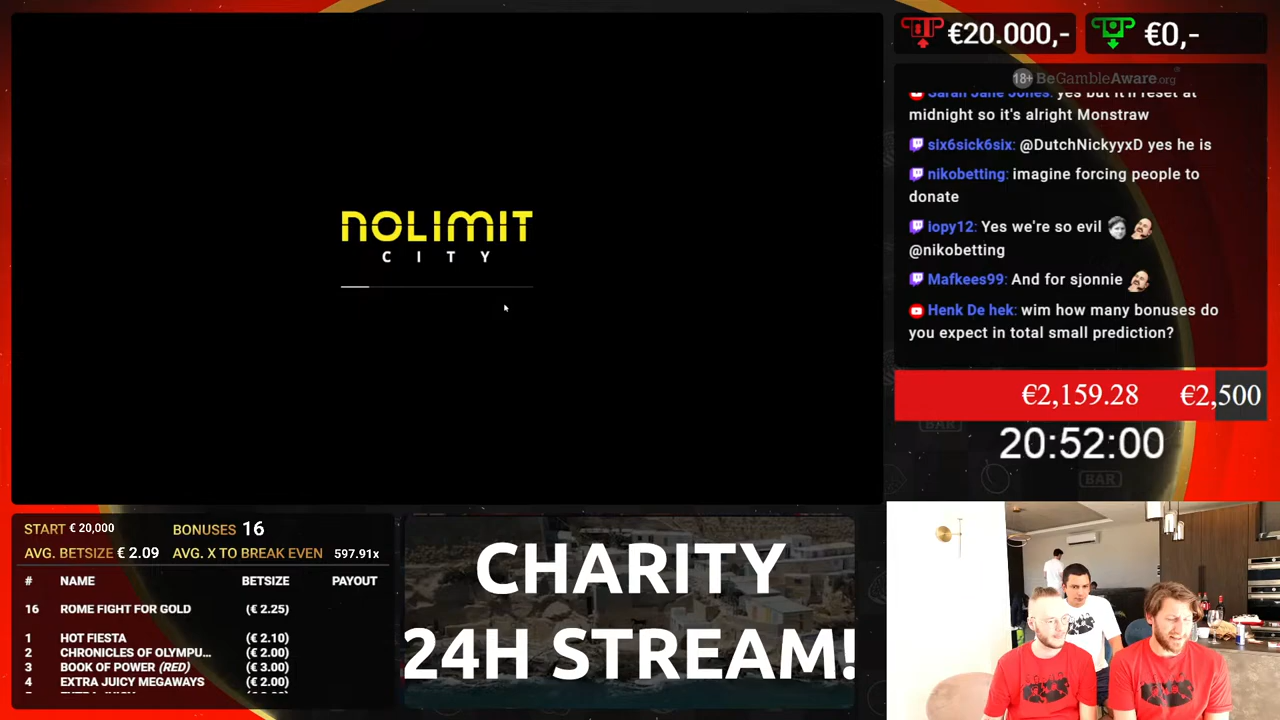 NOLIMIT
CITY
€20.000,-
€0,-
18+ BeGambleAware.org
Sarah Jane Jones: yes but it'll reset at
midnight so it's alright Monstraw
six6sick6six: @DutchNickyyxD yes he is
nikobetting: imagine forcing people to
donate
iopy12: Yes we're so evil
@nikobetting
Mafkees99: And for sjonnie
Henk De hek: wim how many bonuses do
you expect in total small prediction?
€2,159.28 €2,500
BAR
20:52:00
BAR
START € 20,000 BONUSES 16
AVG. BETSIZE € 2.09 AVG. X TO BREAK EVEN 597.91x
# NAME BETSIZE PAYOUT
16 ROME FIGHT FOR GOLD (€ 2.25)
1 HOT FIESTA (€ 2.10)
2 CHRONICLES OF OLYMPU... (€ 2.00)
3 BOOK OF POWER (RED) (€ 3.00)
4 EXTRA JUICY MEGAWAYS (€ 2.00)
CHARITY
24H STREAM!